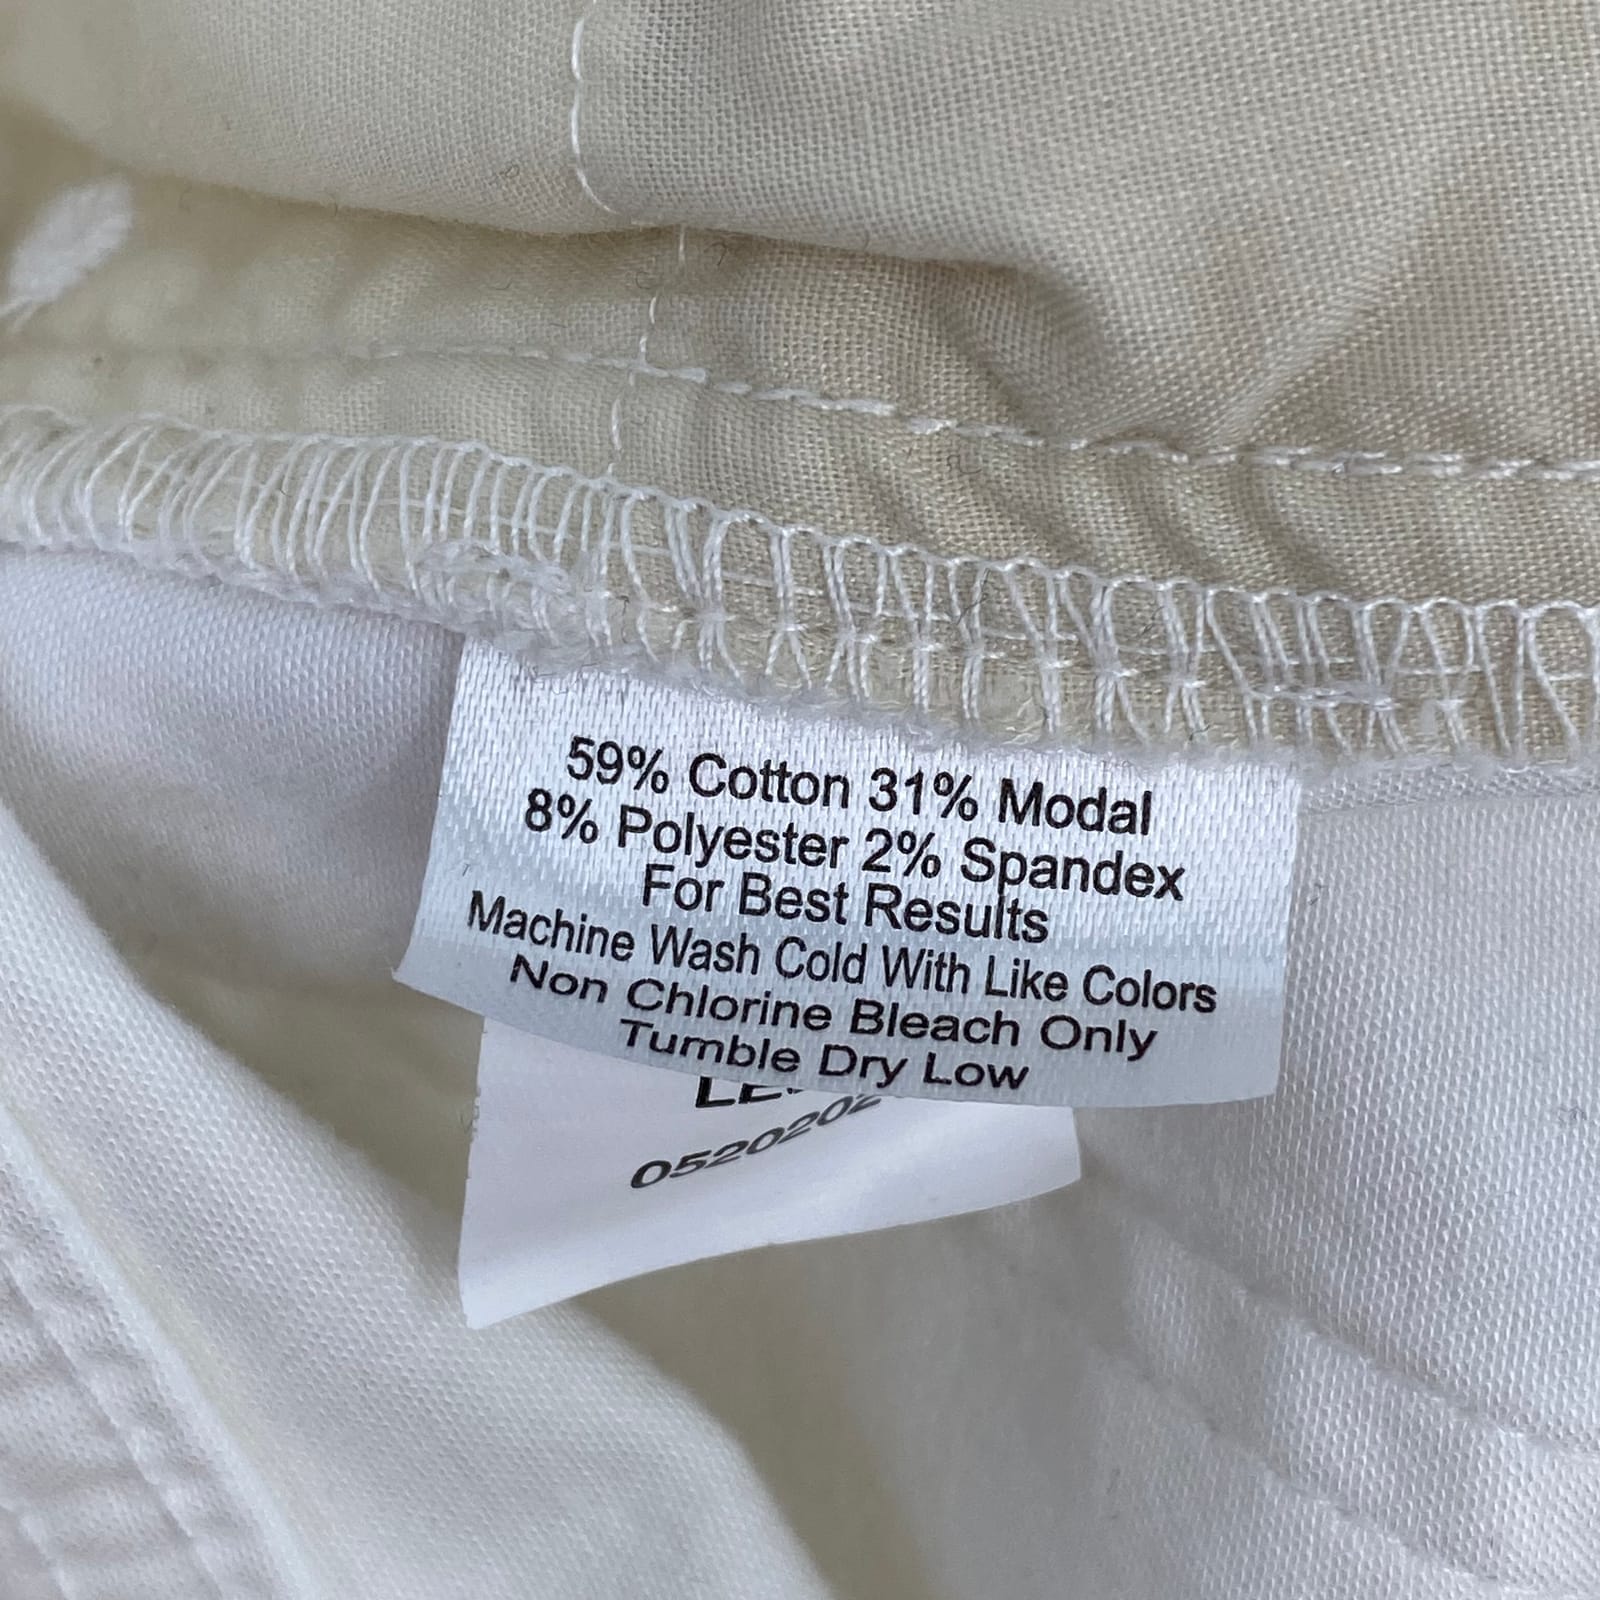 59% Cotton 31% Modal
8% Polyester 2% Spandex
For Best Results
Machine Wash Cold With Like Colors
Non Chlorine Bleach Only
Tumble Dry Low